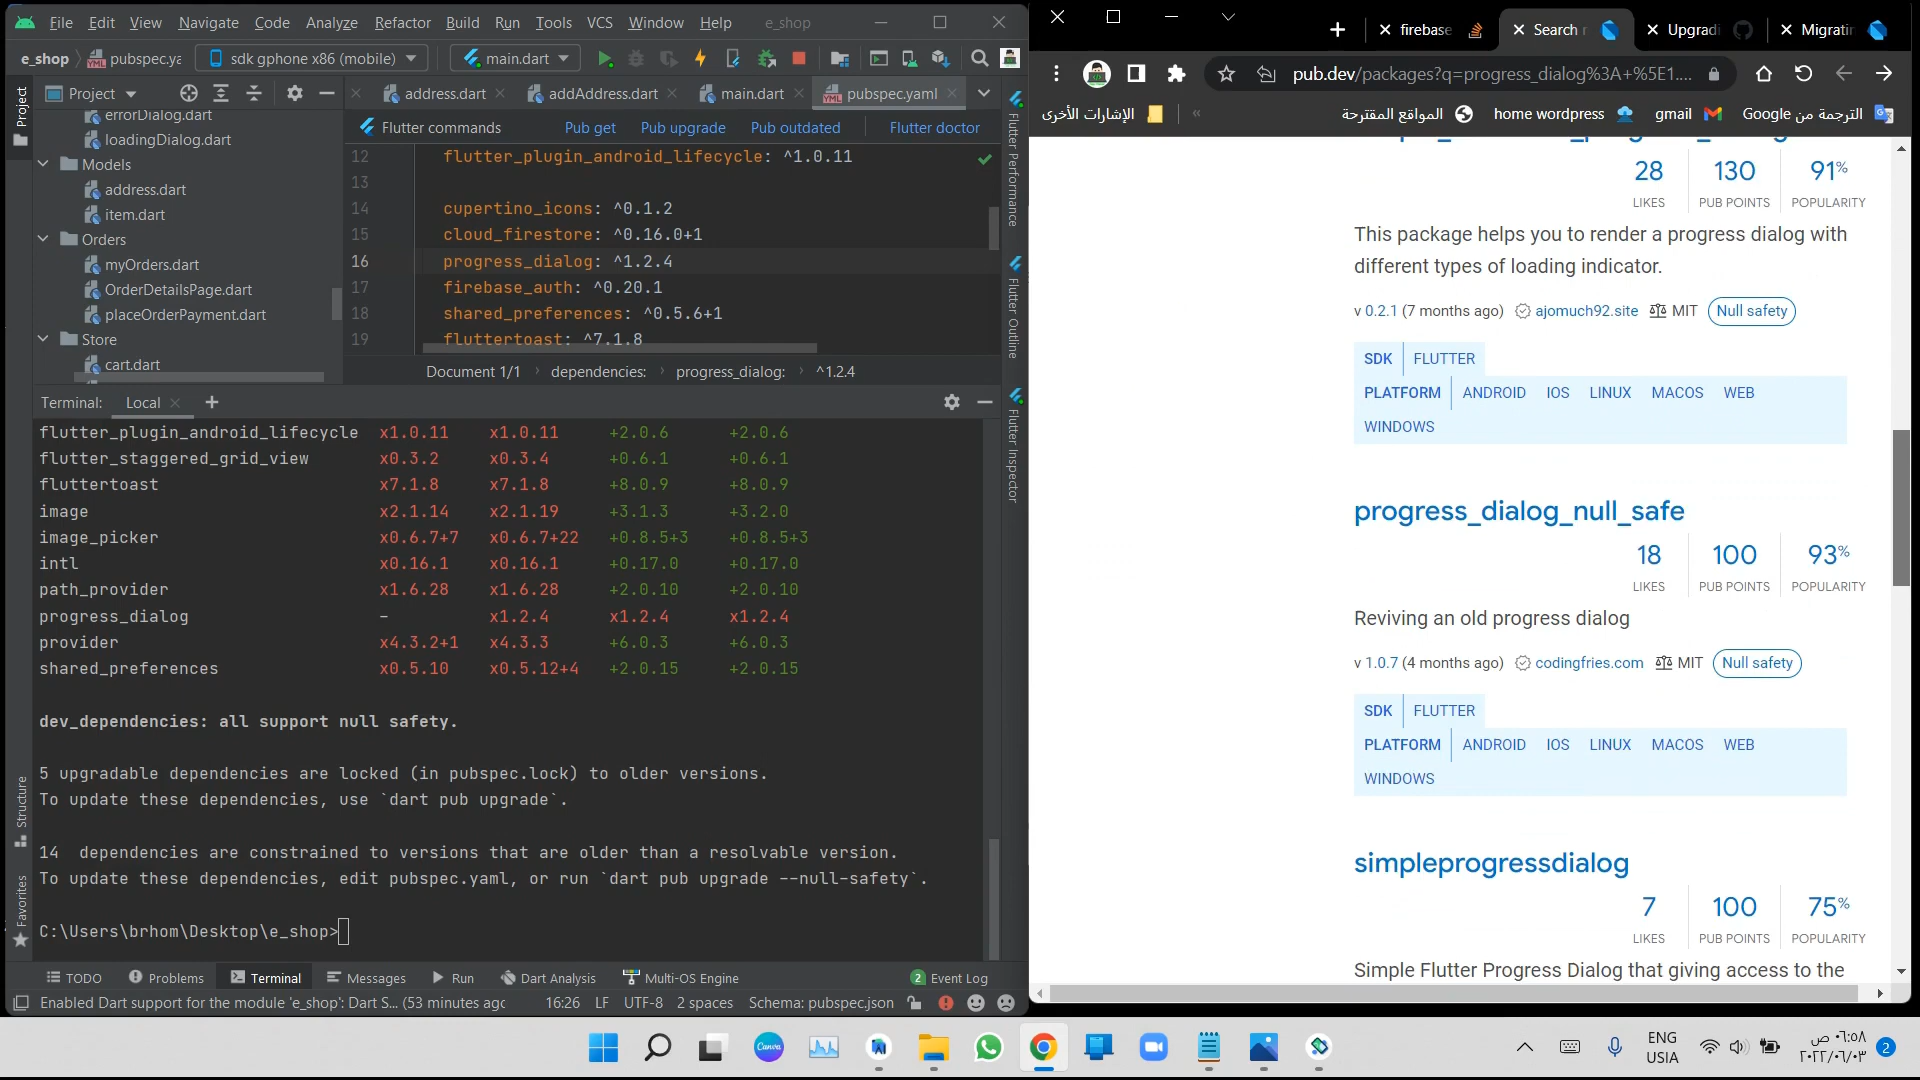 File Edit View Navigate Code Analyze Refactor Build Run Tools VCS Window Help e_shop
e_shop pubspec.ya sdk gphone x86 (mobile) main.dart
Project address.dart addAddress.dart main.dart pubspec.yaml
Project
errorDialog.dart
loadingDialog.dart
Models
address.dart
item.dart
Orders
myOrders.dart
OrderDetailsPage.dart
placeOrderPayment.dart
Store
cart.dart
Flutter commands Pub get Pub upgrade Pub outdated Flutter doctor
12 flutter_plugin_android_lifecycle: ^1.0.11
13
14 cupertino_icons: ^0.1.2
15 cloud_firestore: ^0.16.0+1
16 progress_dialog: ^1.2.4
17 firebase_auth: ^0.20.1
18 shared_preferences: ^0.5.6+1
19 fluttertoast: ^7.1.8
Document 1/1 dependencies: progress_dialog: ^1.2.4
Flutter Performance
Flutter Outline
Flutter Inspector
Terminal: Local
flutter_plugin_android_lifecycle x1.0.11 x1.0.11 +2.0.6 +2.0.6
flutter_staggered_grid_view x0.3.2 x0.3.4 +0.6.1 +0.6.1
fluttertoast x7.1.8 x7.1.8 +8.0.9 +8.0.9
image x2.1.14 x2.1.19 +3.1.3 +3.2.0
image_picker x0.6.7+7 x0.6.7+22 +0.8.5+3 +0.8.5+3
intl x0.16.1 x0.16.1 +0.17.0 +0.17.0
path_provider x1.6.28 x1.6.28 +2.0.10 +2.0.10
progress_dialog – x1.2.4 x1.2.4 x1.2.4
provider x4.3.2+1 x4.3.3 +6.0.3 +6.0.3
shared_preferences x0.5.10 x0.5.12+4 +2.0.15 +2.0.15
dev_dependencies: all support null safety.
5 upgradable dependencies are locked (in pubspec.lock) to older versions.
To update these dependencies, use `dart pub upgrade`.
14 dependencies are constrained to versions that are older than a resolvable version.
To update these dependencies, edit pubspec.yaml, or run `dart pub upgrade --null-safety`.
C:\Users\brhom\Desktop\e_shop>
Structure
Favorites
TODO Problems Terminal Messages Run Dart Analysis Multi-OS Engine 2 Event Log
Enabled Dart support for the module 'e_shop': Dart S... (53 minutes agc 16:26 LF UTF-8 2 spaces Schema: pubspec.json
firebase Search r Upgradi Migratin
pub.dev/packages?q=progress_dialog%3A+%5E1....
الإشارات الأخرى » المواقع المقترحة home wordpress gmail الترجمة من Google
28 130 91%
LIKES PUB POINTS POPULARITY
This package helps you to render a progress dialog with
different types of loading indicator.
v 0.2.1 (7 months ago) ajomuch92.site MIT Null safety
SDK FLUTTER
PLATFORM ANDROID IOS LINUX MACOS WEB
WINDOWS
progress_dialog_null_safe
18 100 93%
LIKES PUB POINTS POPULARITY
Reviving an old progress dialog
v 1.0.7 (4 months ago) codingfries.com MIT Null safety
SDK FLUTTER
PLATFORM ANDROID IOS LINUX MACOS WEB
WINDOWS
simpleprogressdialog
7 100 75%
LIKES PUB POINTS POPULARITY
Simple Flutter Progress Dialog that giving access to the
Canva
ENG
USIA
٠٦:٥٨ ص
٢٠٢٢/٠٦/٠٣
2